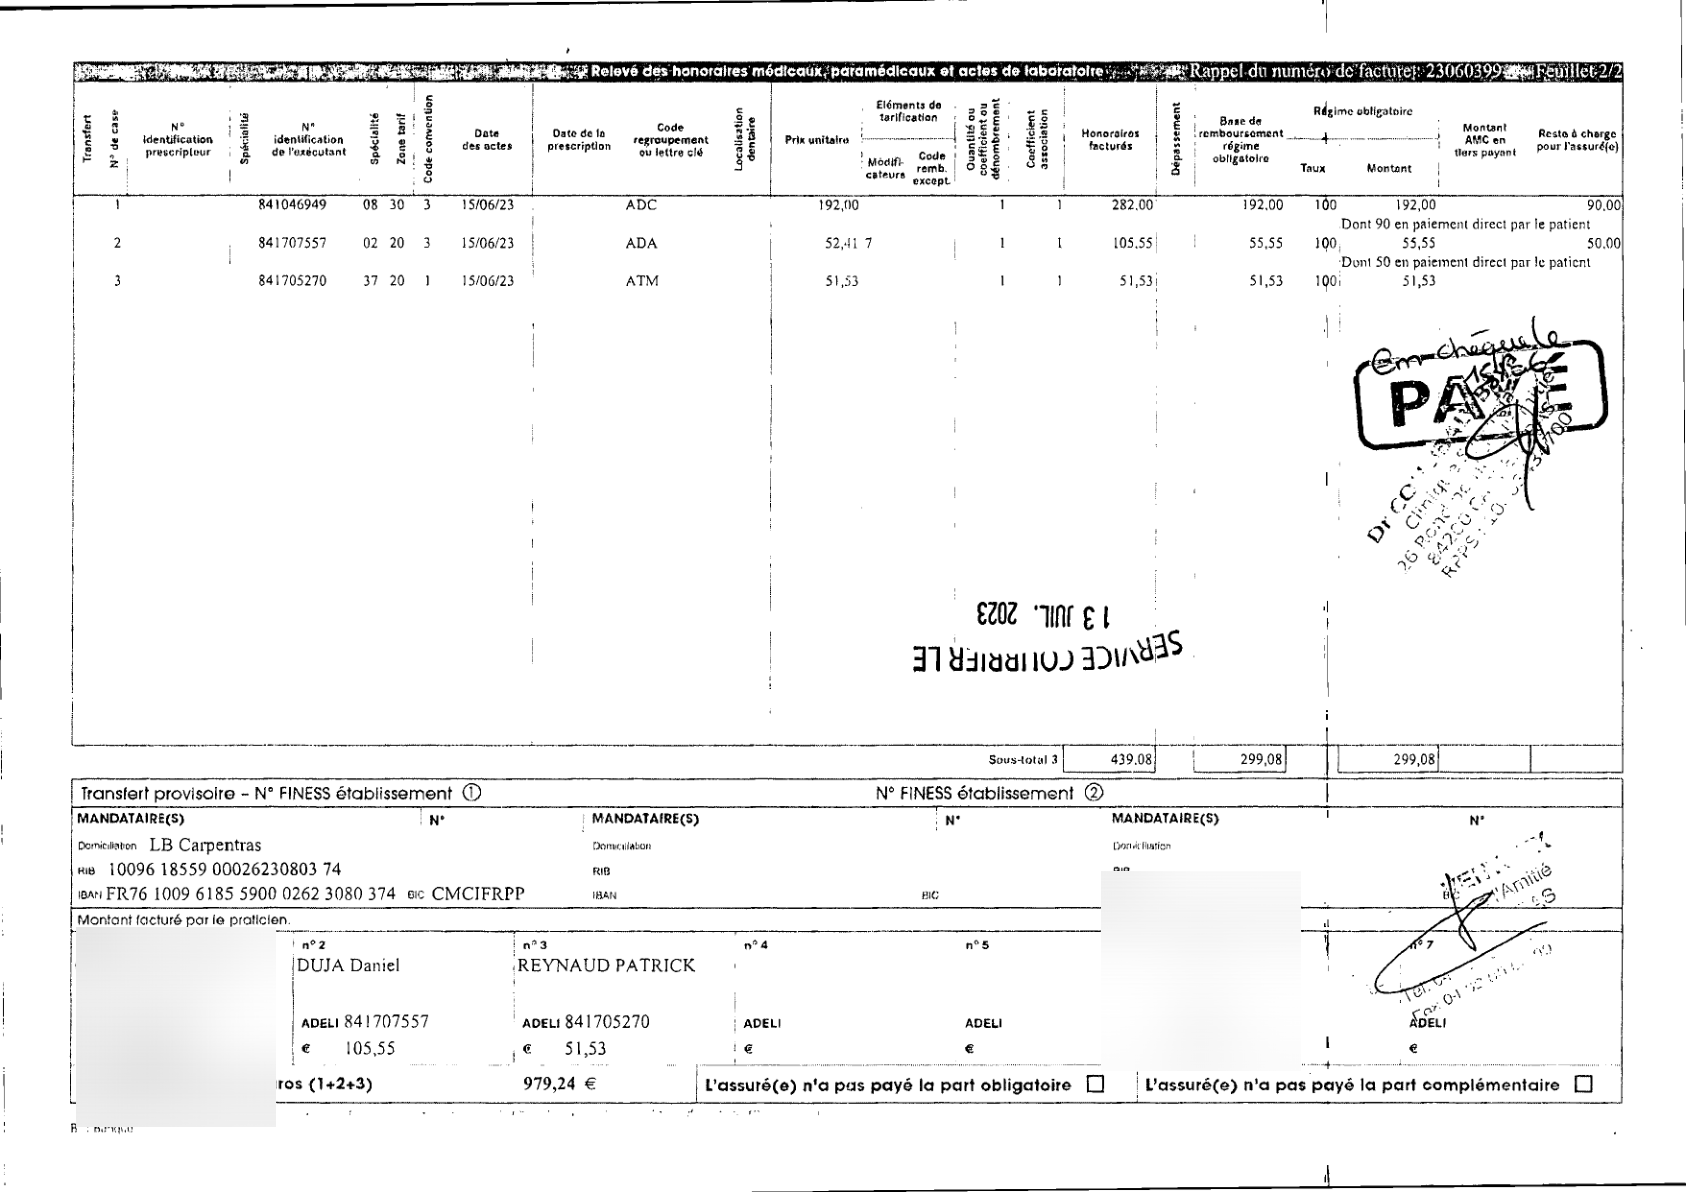 Relevé des honoraires médicaux, paramédicaux et actes de laboratoire Rappel du numéro de facture: 23060399 Feuillet 2/2
Transfert N° de case N° identification prescripteur Spécialité N° identification de l'exécutant Spécialité Zone tarif Code convention Date des actes Date de la prescription Code regroupement ou lettre clé Localisation dentaire Prix unitaire Eléments de tarification Modifi-cateurs Code remb. except. Quantité ou coefficient ou dénombrement Coefficient association Honoraires facturés Dépassement Base de remboursement régime obligatoire Régime obligatoire Taux Montant Montant AMC en tiers payant Reste à charge pour l'assuré(e)
1 841046949 08 30 3 15/06/23 ADC 192,00 1 1 282,00 192,00 100 192,00 90,00
Dont 90 en paiement direct par le patient
2 841707557 02 20 3 15/06/23 ADA 52,41 7 1 1 105,55 55,55 100 55,55 50,00
Dont 50 en paiement direct par le patient
3 841705270 37 20 1 15/06/23 ATM 51,53 1 1 51,53 51,53 100 51,53
En chèque le
PAYÉ
Clinique
84200
RPPS
13 JUIL. 2023
SERVICE COURRIER LE
Sous-total 3 439,08 299,08 299,08
Transfert provisoire – N° FINESS établissement ① N° FINESS établissement ②
MANDATAIRE(S) N° MANDATAIRE(S) N° MANDATAIRE(S) N°
Domiciliation LB Carpentras Domiciliation Domiciliation
RIB 10096 18559 00026230803 74 RIB RIB
IBAN FR76 1009 6185 5900 0262 3080 374 BIC CMCIFRPP IBAN BIC
l'Amitié
Montant facturé par le praticien.
n° 2 n° 3 n° 4 n° 5 n° 7
DUJA Daniel REYNAUD PATRICK
ADELI 841707557 ADELI 841705270 ADELI ADELI ADELI
€ 105,55 € 51,53 € € €
ros (1+2+3) 979,24 € L'assuré(e) n'a pas payé la part obligatoire ☐ L'assuré(e) n'a pas payé la part complémentaire ☐